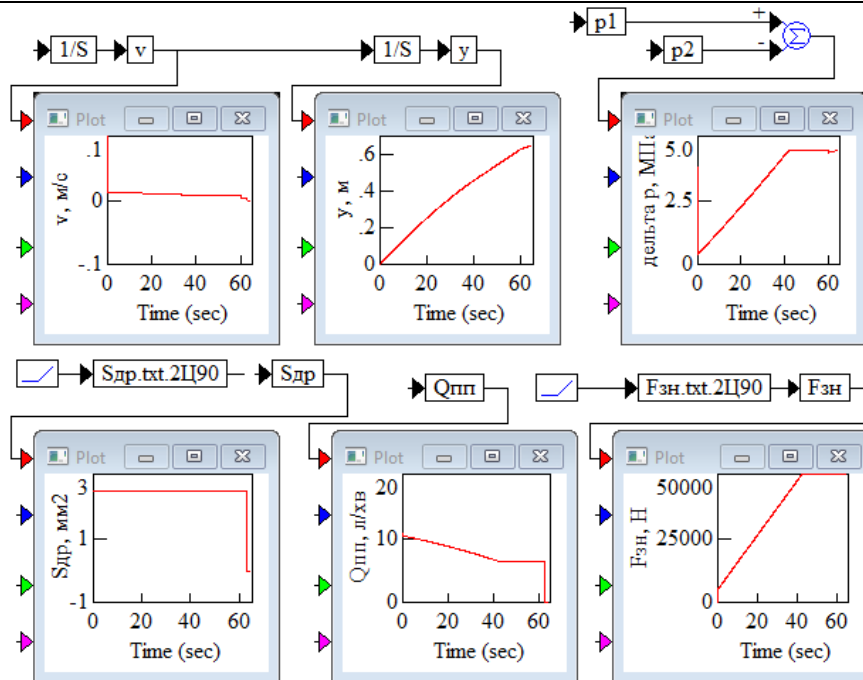 p1
+
1/S v 1/S y p2 - Σ
Plot
.1
0
-.1
v, м/с
0 20 40 60
Time (sec)
Plot
.6
.4
.2
0
y, м
0 20 40 60
Time (sec)
Plot
5.0
2.5
0
дельта p, МПа
0 20 40 60
Time (sec)
Sдр.txt.2Ц90 Sдр
Qпп
Fзн.txt.2Ц90 Fзн
Plot
3
1
-1
Sдр, мм2
0 20 40 60
Time (sec)
Plot
20
10
0
Qпп, л/хв
0 20 40 60
Time (sec)
Plot
50000
25000
0
Fзн, Н
0 20 40 60
Time (sec)